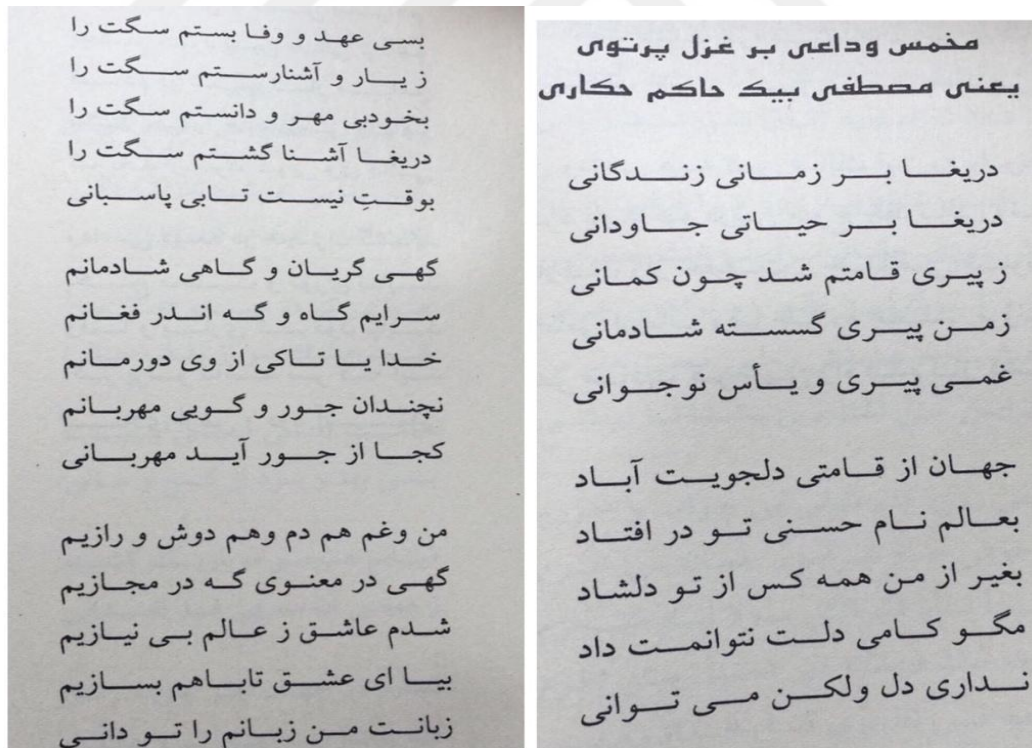 مخمس وداعی بر غزل پرتوی
یعنی مصطفی بیک حاکم حکاری
دریغا بر زمانی زندگانی
دریغا بر حیاتی جاودانی
ز پیری قامتم شد چون کمانی
زمن پیری گسسته شادمانی
غمی پیری و یأس نوجوانی
جهان از قامتی دلجویت آباد
بعالم نام حسنی تو در افتاد
بغیر از من همه کس از تو دلشاد
مگو کامی دلت نتوانمت داد
نداری دل ولکن می توانی
بسی عهد و وفا بستم سگت را
ز یار و آشنارستم سگت را
بخودبی مهر و دانستم سگت را
دریغا آشنا گشتم سگت را
بوقتِ نیست تابی پاسبانی
گهی گریان و گاهی شادمانم
سرایم گاه و گه اندر فغانم
خدا یا تاکی از وی دورمانم
نچندان جور و گویی مهربانم
کجا از جور آید مهربانی
من وغم هم دم وهم دوش و رازیم
گهی در معنوی گه در مجازیم
شدم عاشق ز عالم بی نیازیم
بیا ای عشق تاباهم بسازیم
زبانت من زبانم را تو دانی